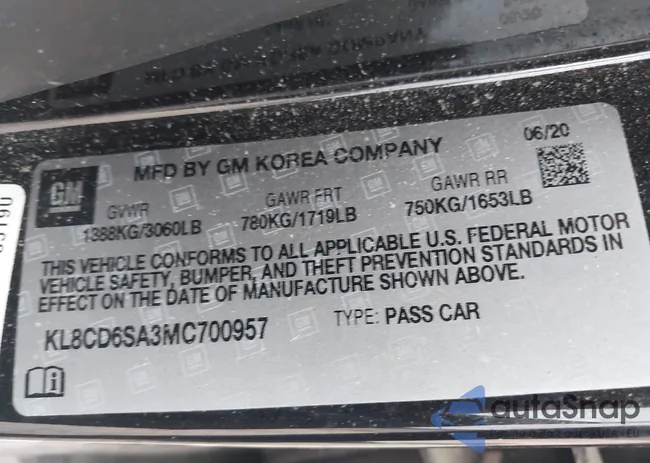 06/20
MFD BY GM KOREA COMPANY
GM
GVWR GAWR FRT GAWR RR
1388KG/3060LB 780KG/1719LB 750KG/1653LB
THIS VEHICLE CONFORMS TO ALL APPLICABLE U.S. FEDERAL MOTOR
VEHICLE SAFETY, BUMPER, AND THEFT PREVENTION STANDARDS IN
EFFECT ON THE DATE OF MANUFACTURE SHOWN ABOVE.
KL8CD6SA3MC700957 TYPE: PASS CAR
autoSnap